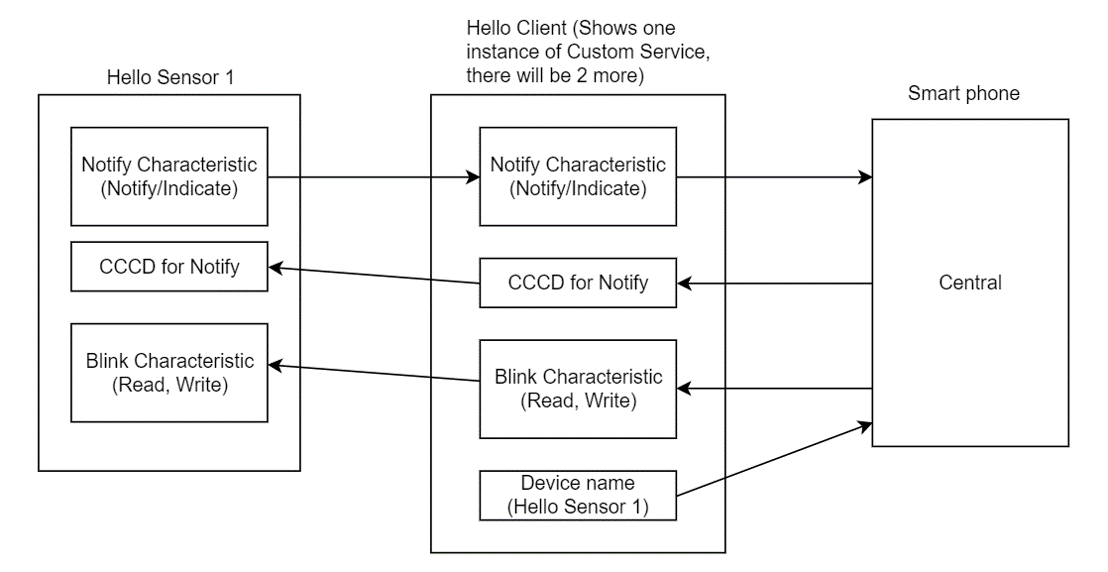 Hello Sensor 1
Notify Characteristic
(Notify/Indicate)
CCCD for Notify
Blink Characteristic
(Read, Write)
Hello Client (Shows one
instance of Custom Service,
there will be 2 more)
Notify Characteristic
(Notify/Indicate)
CCCD for Notify
Blink Characteristic
(Read, Write)
Device name
(Hello Sensor 1)
Smart phone
Central